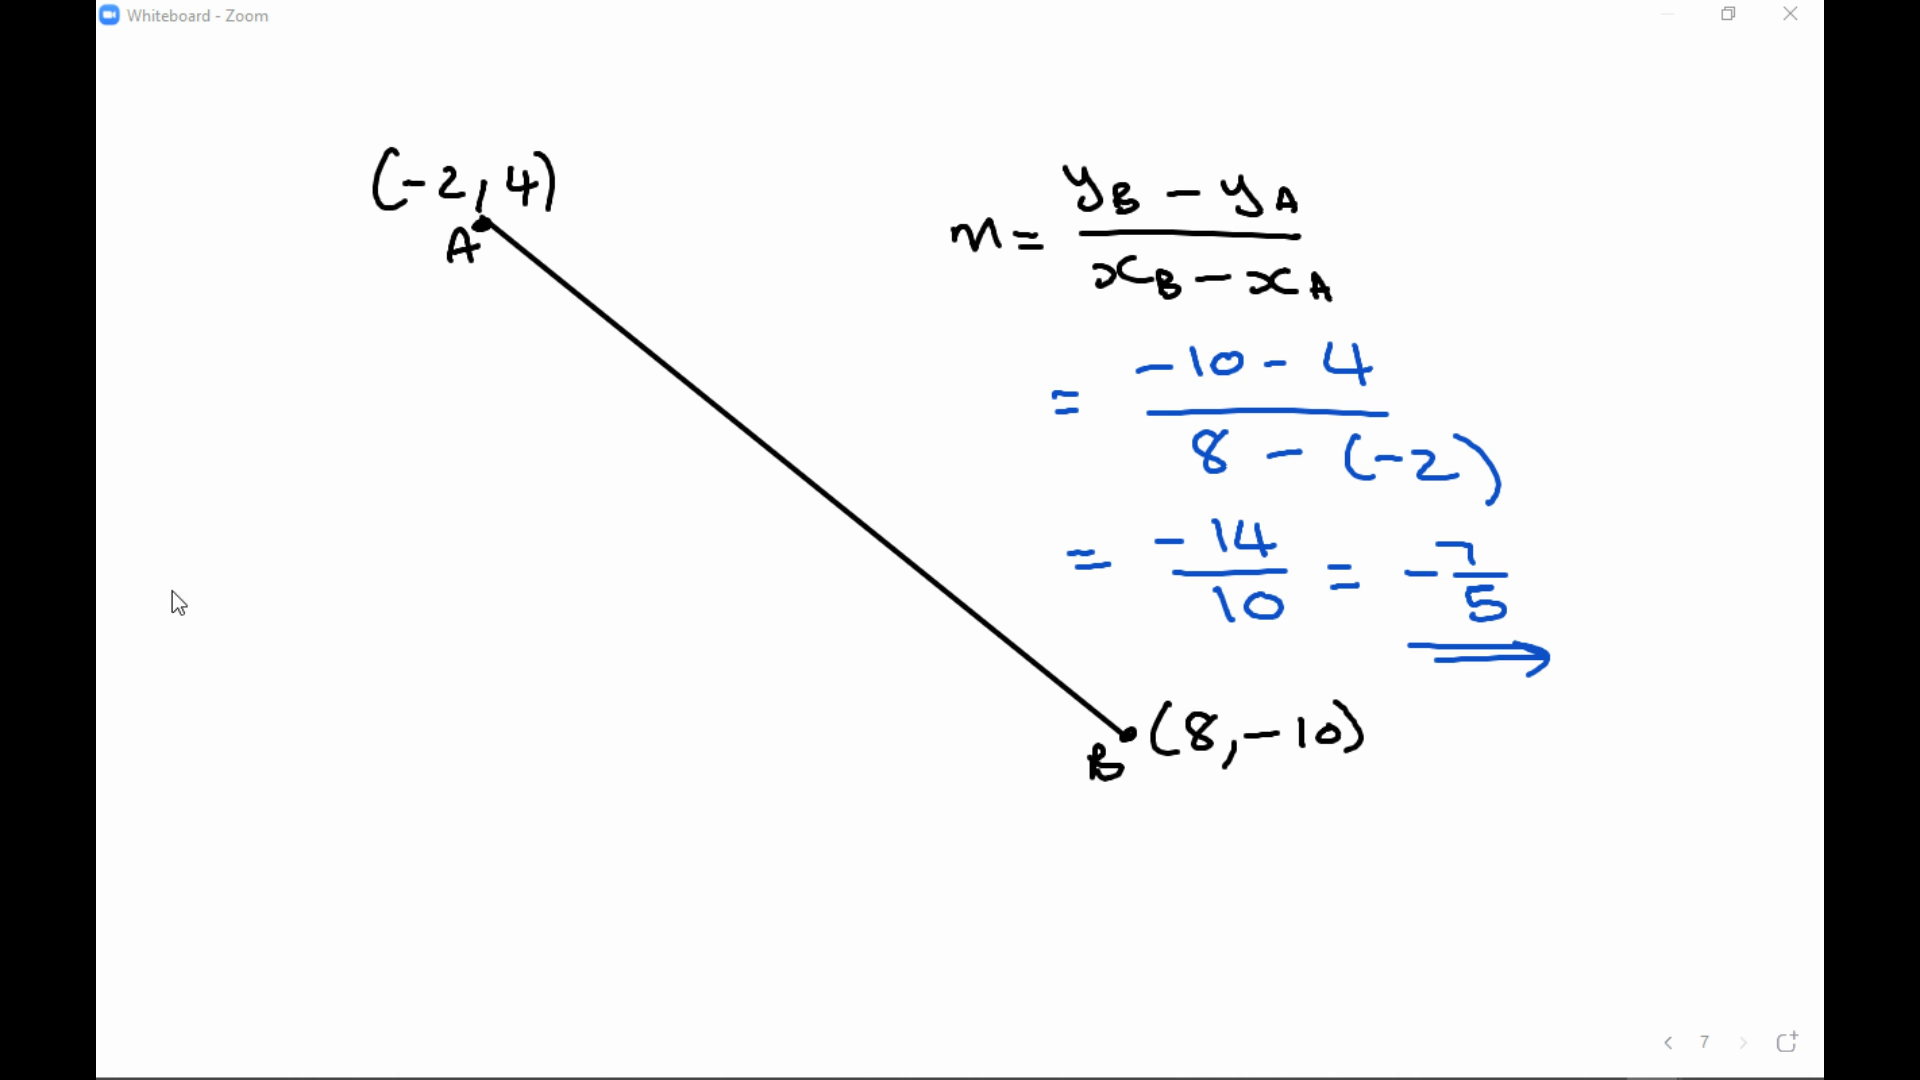 Whiteboard - Zoom
(-2, 4)
A
m = yB - yA / xB - xA
= -10 - 4 / 8 - (-2)
= -14 / 10 = -7 / 5
B (8, -10)
7